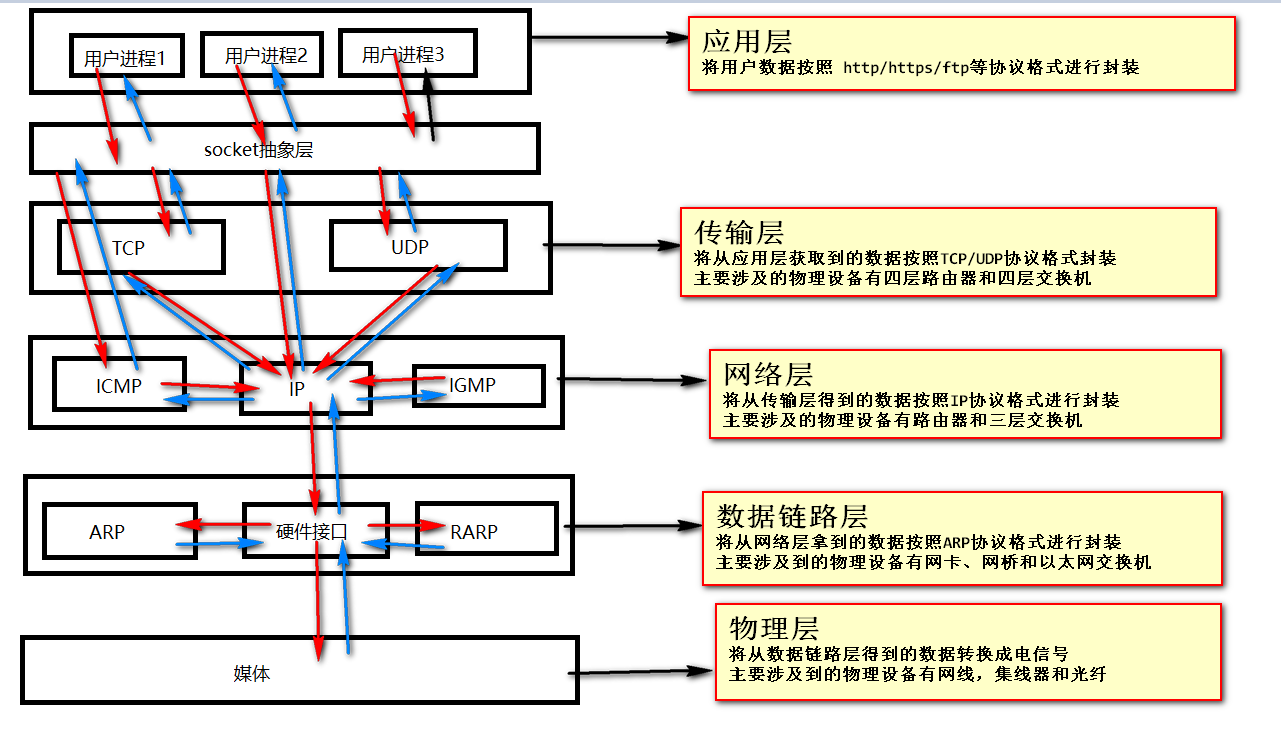 用户进程1
用户进程2
用户进程3
应用层
将用户数据按照 http/https/ftp等协议格式进行封装
socket抽象层
TCP
UDP
传输层
将从应用层获取到的数据按照TCP/UDP协议格式封装
主要涉及的物理设备有四层路由器和四层交换机
ICMP
IP
IGMP
网络层
将从传输层得到的数据按照IP协议格式进行封装
主要涉及的物理设备有路由器和三层交换机
ARP
硬件接口
RARP
数据链路层
将从网络层拿到的数据按照ARP协议格式进行封装
主要涉及到的物理设备有网卡、网桥和以太网交换机
媒体
物理层
将从数据链路层得到的数据转换成电信号
主要涉及到的物理设备有网线，集线器和光纤